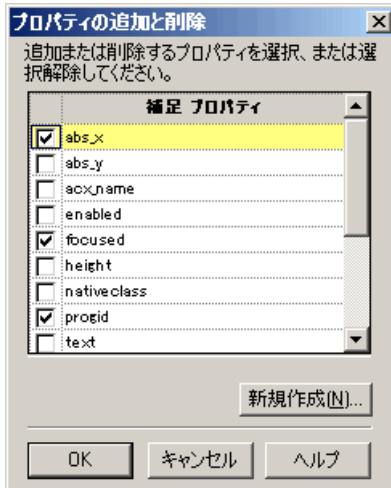 プロパティの追加と削除
追加または削除するプロパティを選択、または選
択解除してください。
補足 プロパティ
abs_x
abs_y
acx_name
enabled
focused
height
nativeclass
progid
text
新規作成(N)...
OK
キャンセル
ヘルプ